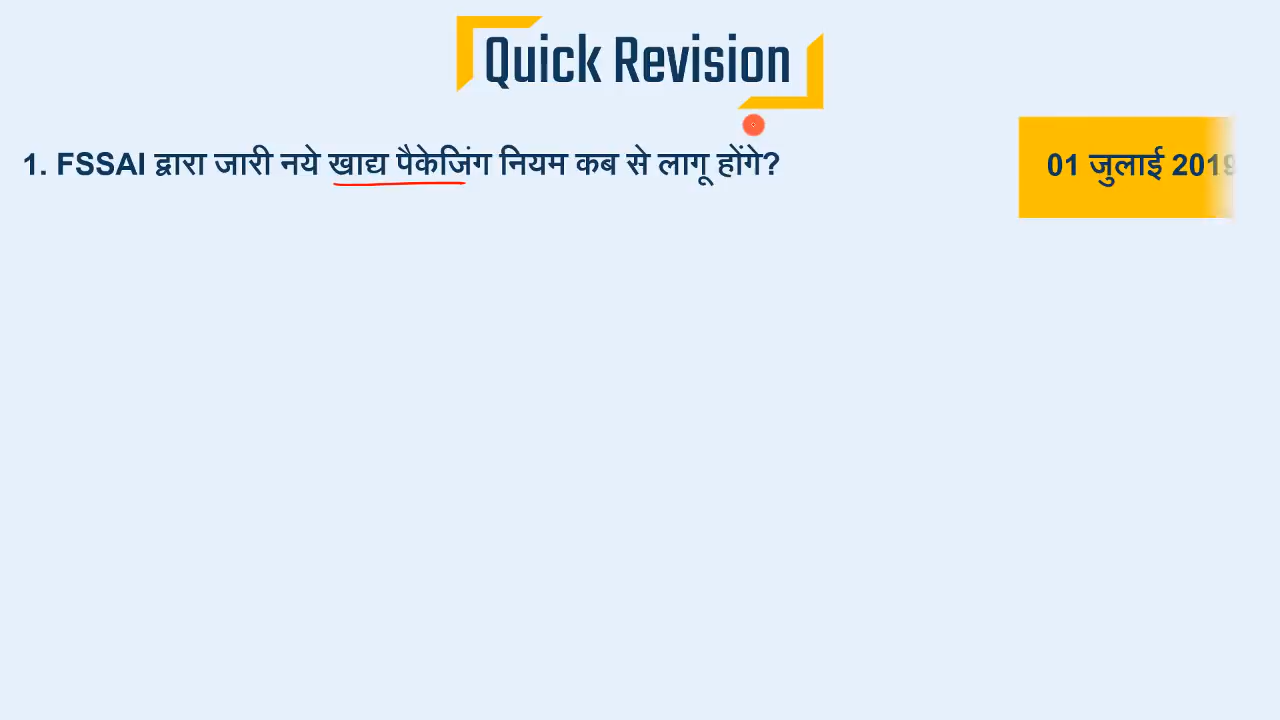 Quick Revision
1. FSSAI द्वारा जारी नये खाद्य पैकेजिंग नियम कब से लागू होंगे?
01 जुलाई 2019